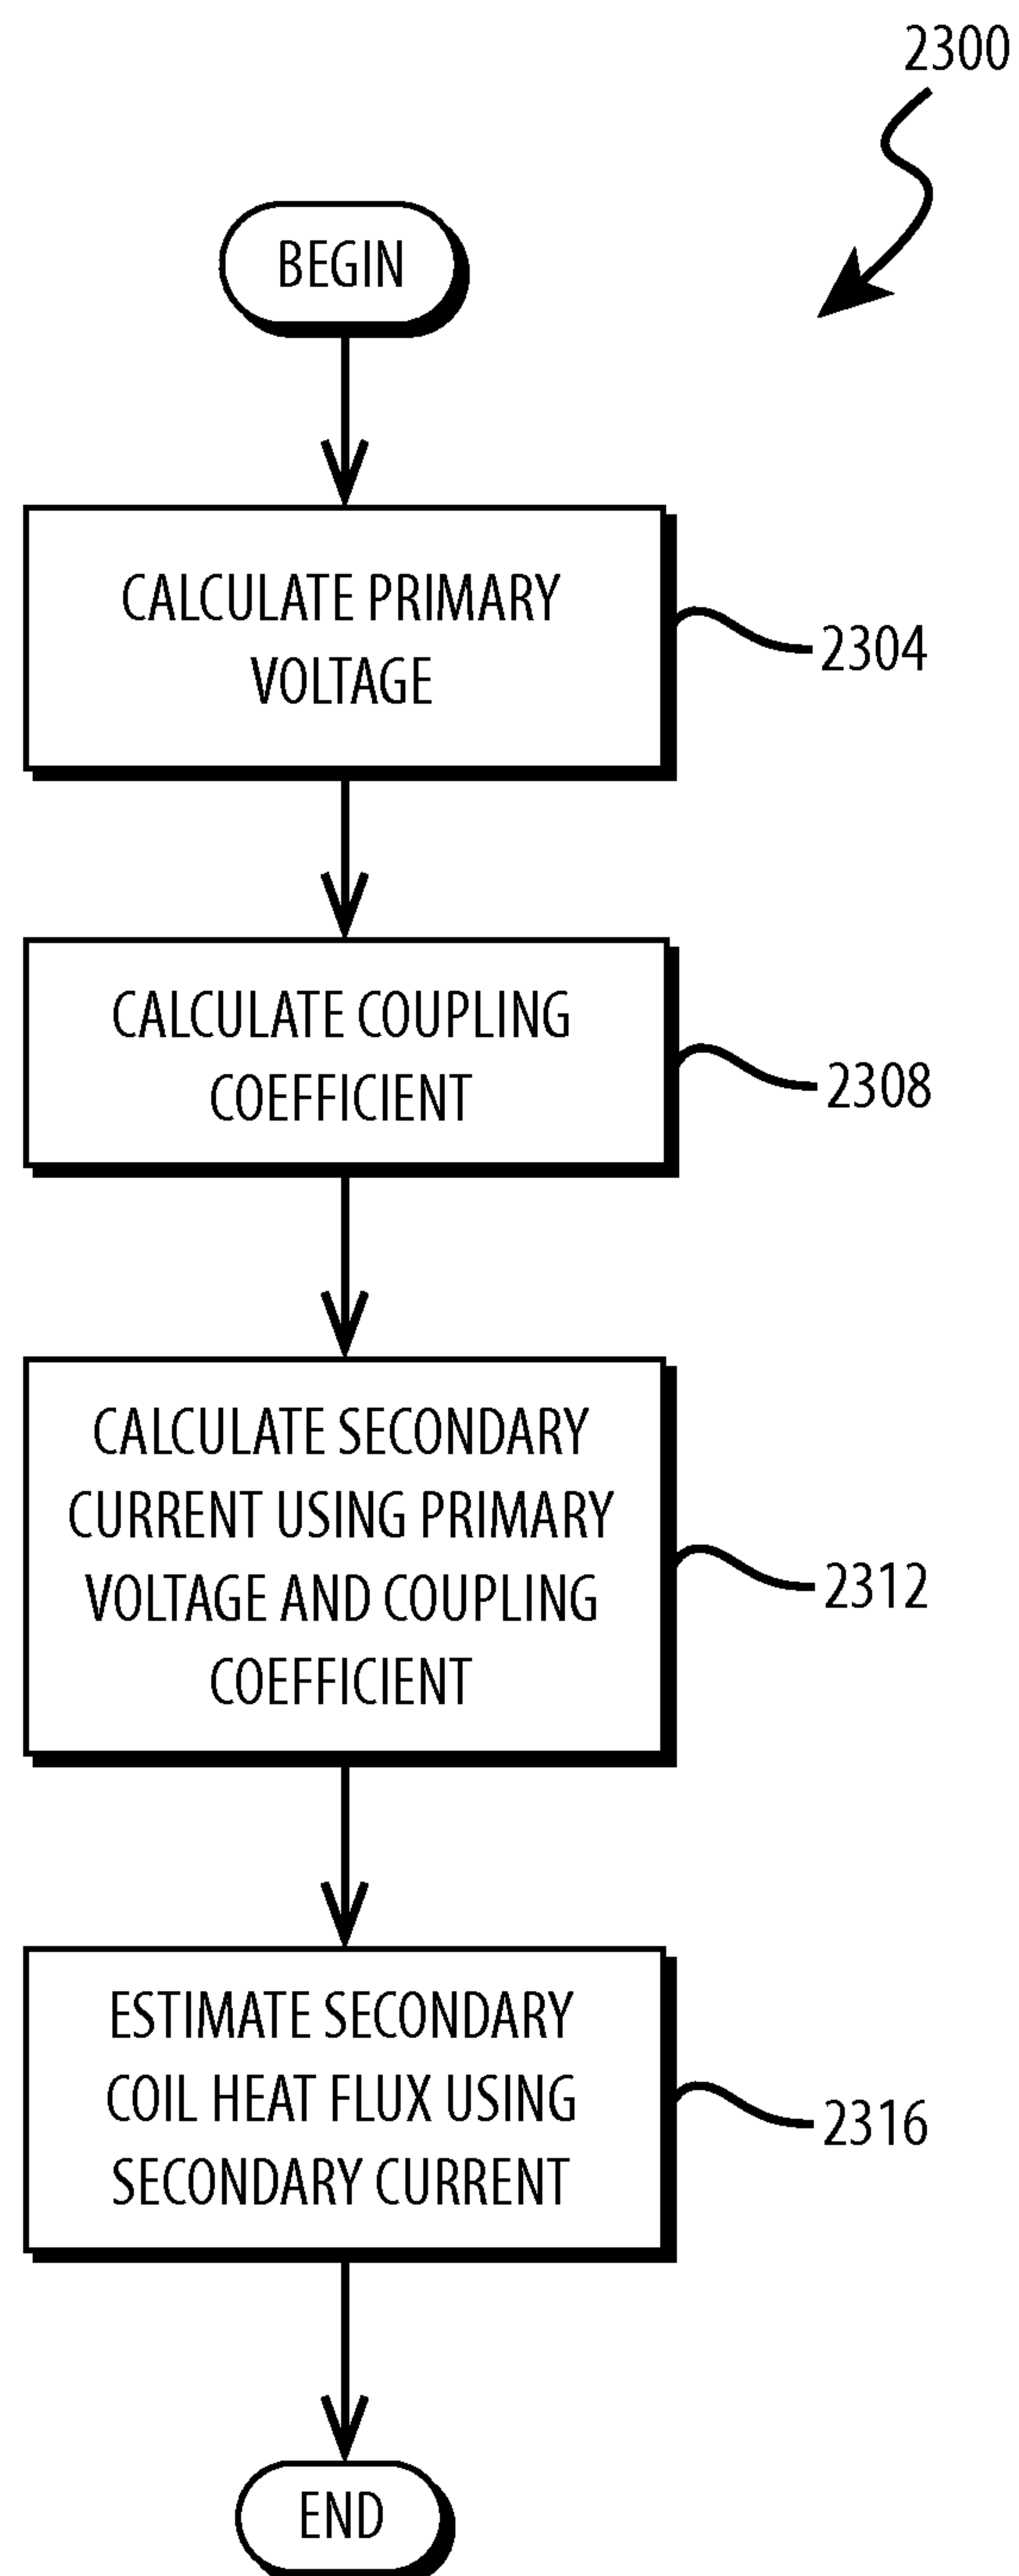 2300
BEGIN
CALCULATE PRIMARY
VOLTAGE
2304
CALCULATE COUPLING
COEFFICIENT
2308
CALCULATE SECONDARY
CURRENT USING PRIMARY
VOLTAGE AND COUPLING
COEFFICIENT
2312
ESTIMATE SECONDARY
COIL HEAT FLUX USING
SECONDARY CURRENT
2316
END